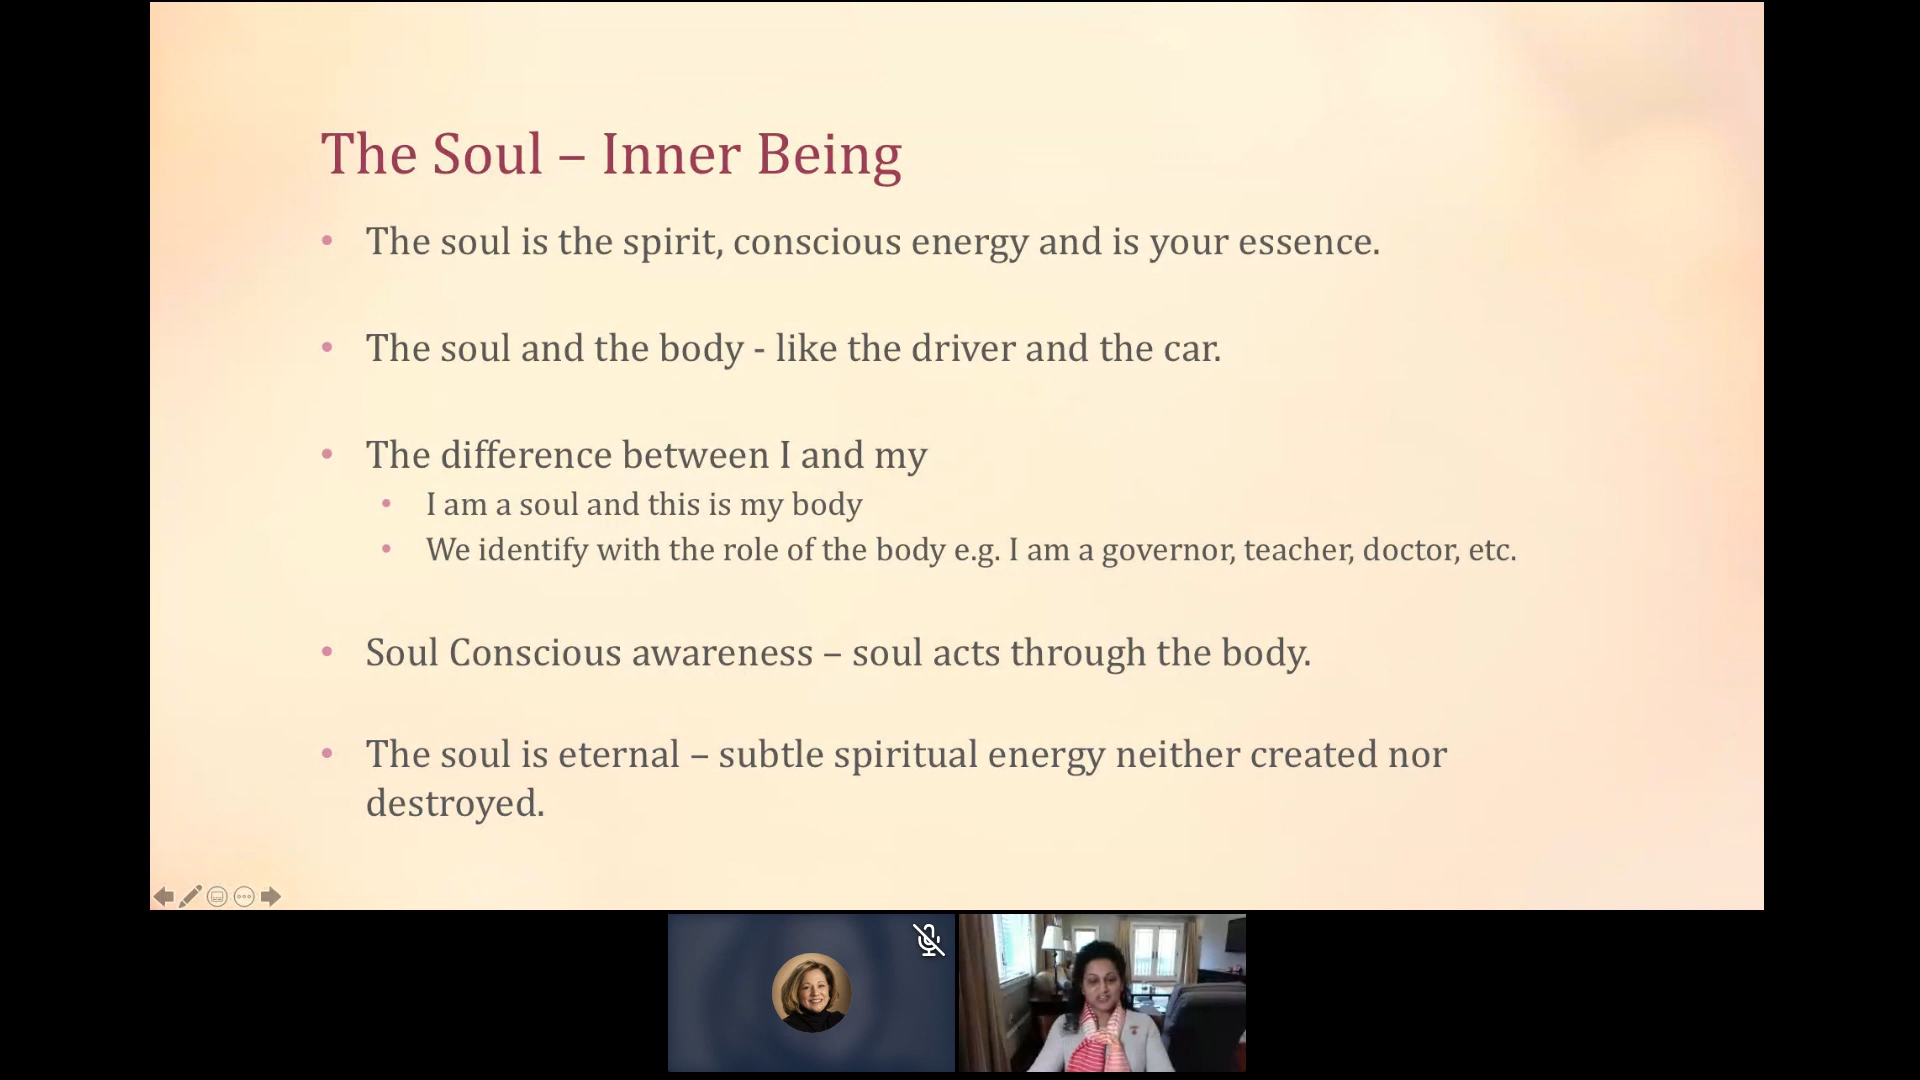 The Soul – Inner Being
• The soul is the spirit, conscious energy and is your essence.
• The soul and the body - like the driver and the car.
• The difference between I and my
• I am a soul and this is my body
• We identify with the role of the body e.g. I am a governor, teacher, doctor, etc.
• Soul Conscious awareness – soul acts through the body.
• The soul is eternal – subtle spiritual energy neither created nor
destroyed.